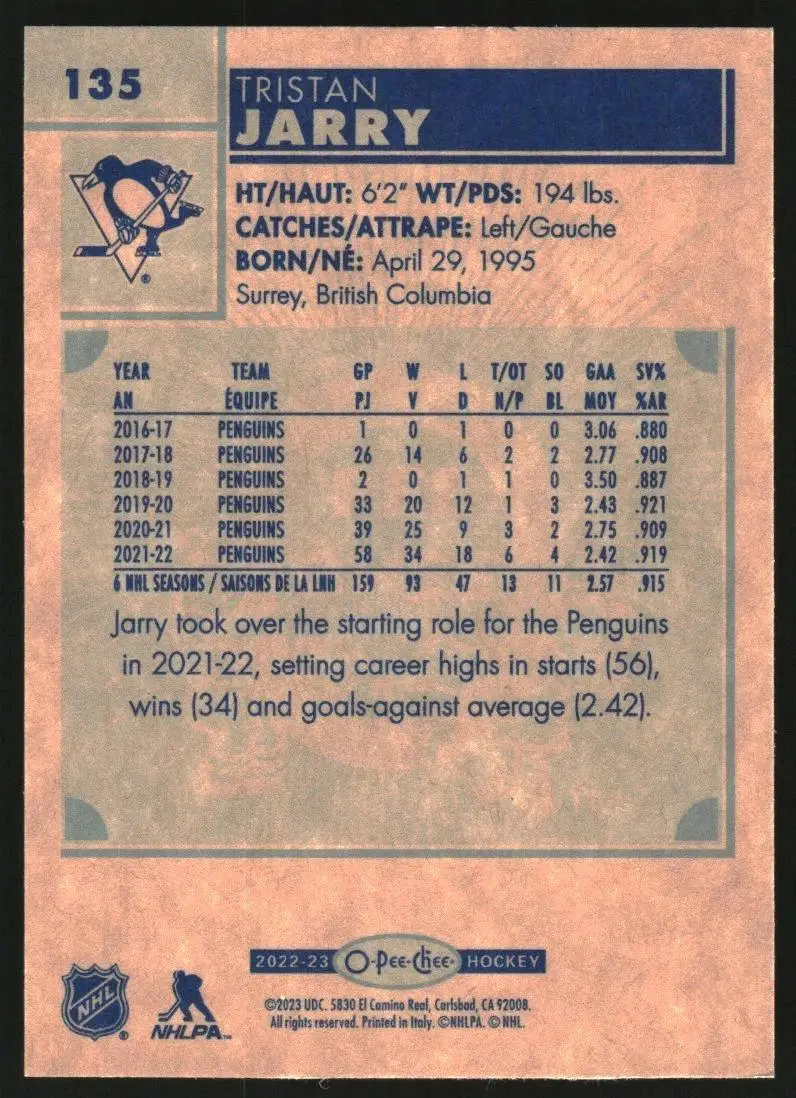 135
TRISTAN
JARRY
HT/HAUT: 6'2" WT/PDS: 194 lbs.
CATCHES/ATTRAPE: Left/Gauche
BORN/NÉ: April 29, 1995
Surrey, British Columbia
YEAR TEAM GP W L T/OT SO GAA SV%
AN ÉQUIPE PJ V D N/P BL MOY %AR
2016-17 PENGUINS 1 0 1 0 0 3.06 .880
2017-18 PENGUINS 26 14 6 2 2 2.77 .908
2018-19 PENGUINS 2 0 1 1 0 3.50 .887
2019-20 PENGUINS 33 20 12 1 3 2.43 .921
2020-21 PENGUINS 39 25 9 3 2 2.75 .909
2021-22 PENGUINS 58 34 18 6 4 2.42 .919
6 NHL SEASONS / SAISONS DE LA LNH 159 93 47 13 11 2.57 .915
Jarry took over the starting role for the Penguins
in 2021-22, setting career highs in starts (56),
wins (34) and goals-against average (2.42).
2022-23 O-Pee-Chee® HOCKEY
NHL ®
NHLPA™
©2023 UDC. 5830 El Camino Real, Carlsbad, CA 92008.
All rights reserved. Printed in Italy. ©NHLPA. ©NHL.